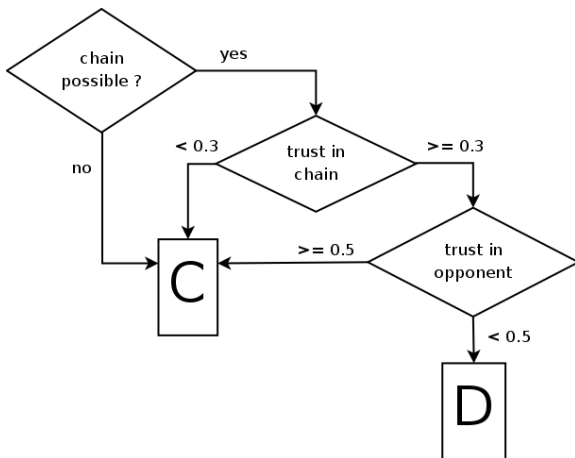 chain
possible ?
yes
no
< 0.3
trust in
chain
>= 0.3
C
>= 0.5
trust in
opponent
< 0.5
D